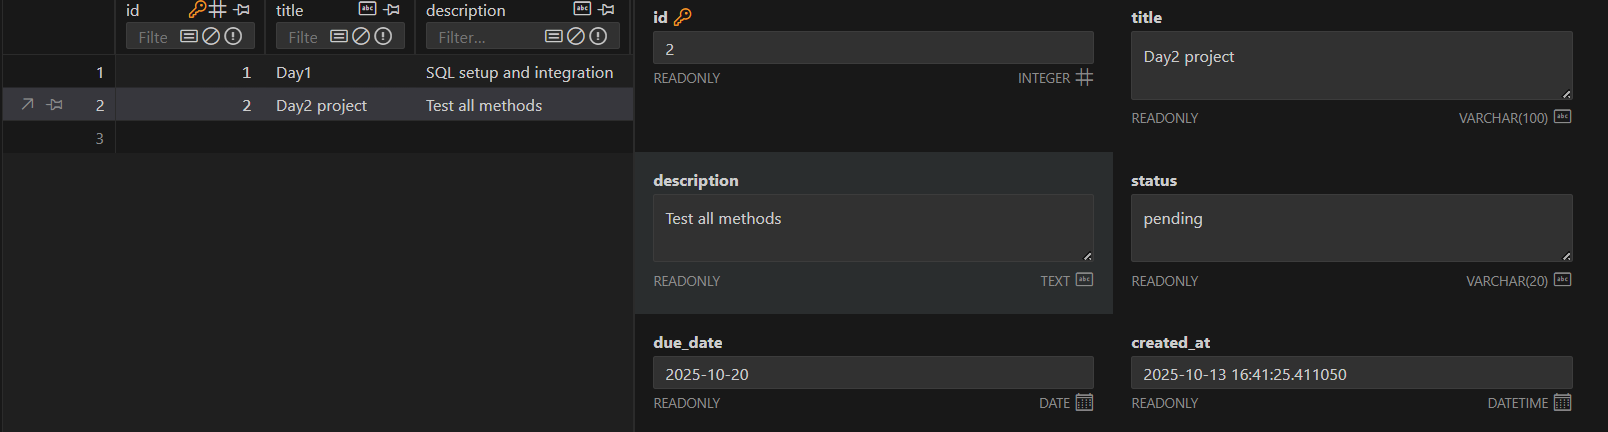 id title description
Filte Filte Filter...
1 1 Day1 SQL setup and integration
2 2 Day2 project Test all methods
3
id title
2 Day2 project
READONLY INTEGER
READONLY VARCHAR(100) abc
description status
Test all methods pending
READONLY TEXT abc READONLY VARCHAR(20) abc
due_date created_at
2025-10-20 2025-10-13 16:41:25.411050
READONLY DATE READONLY DATETIME